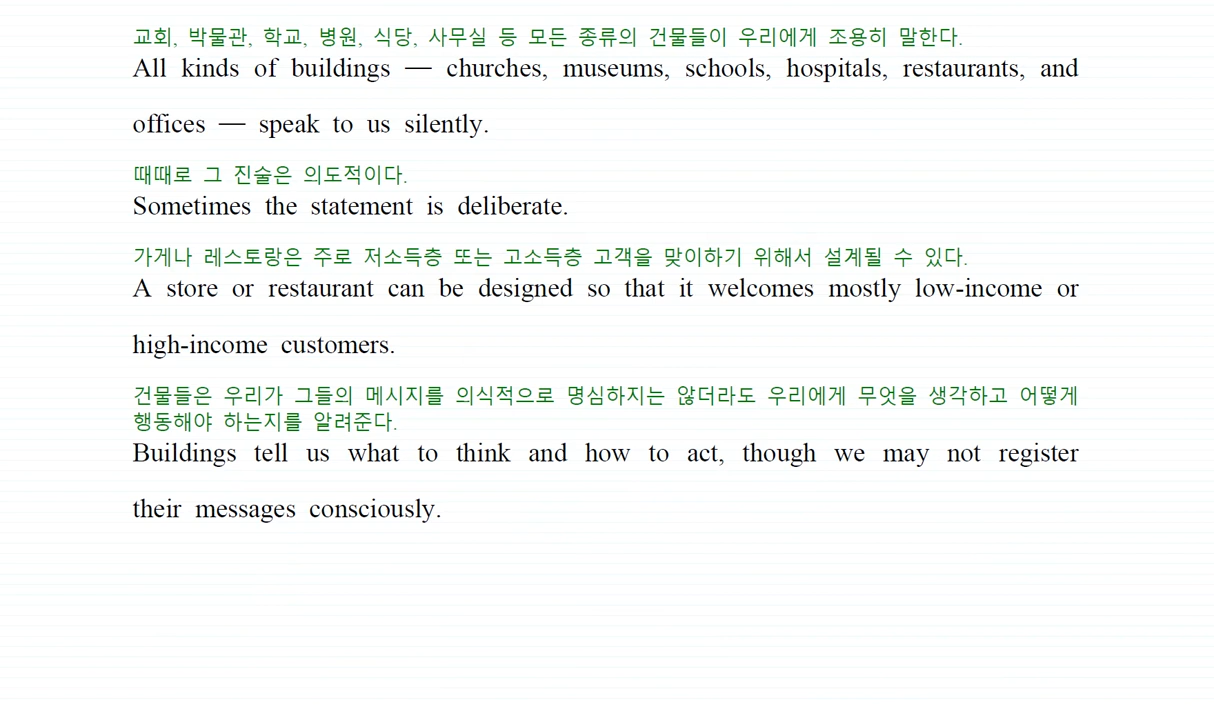 교회, 박물관, 학교, 병원, 식당, 사무실 등 모든 종류의 건물들이 우리에게 조용히 말한다.
All kinds of buildings — churches, museums, schools, hospitals, restaurants, and
offices — speak to us silently.
때때로 그 진술은 의도적이다.
Sometimes the statement is deliberate.
가게나 레스토랑은 주로 저소득층 또는 고소득층 고객을 맞이하기 위해서 설계될 수 있다.
A store or restaurant can be designed so that it welcomes mostly low-income or
high-income customers.
건물들은 우리가 그들의 메시지를 의식적으로 명심하지는 않더라도 우리에게 무엇을 생각하고 어떻게
행동해야 하는지를 알려준다.
Buildings tell us what to think and how to act, though we may not register
their messages consciously.